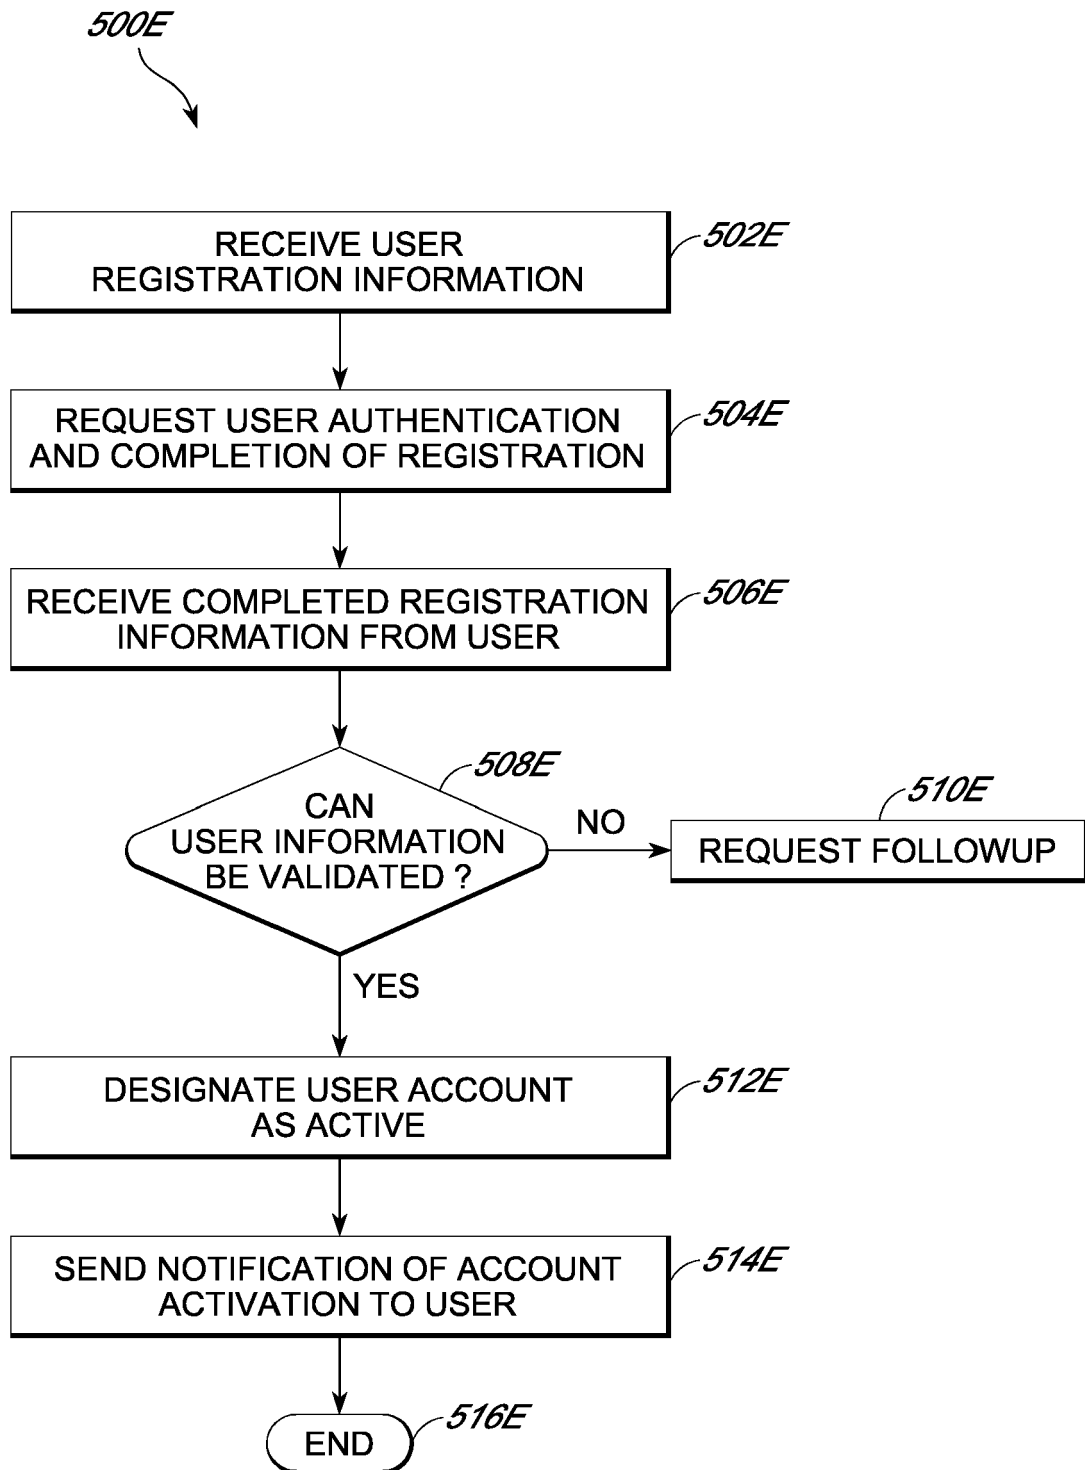 500E
RECEIVE USER
REGISTRATION INFORMATION
502E
REQUEST USER AUTHENTICATION
AND COMPLETION OF REGISTRATION
504E
RECEIVE COMPLETED REGISTRATION
INFORMATION FROM USER
506E
CAN
USER INFORMATION
BE VALIDATED ?
508E
NO
510E
REQUEST FOLLOWUP
YES
DESIGNATE USER ACCOUNT
AS ACTIVE
512E
SEND NOTIFICATION OF ACCOUNT
ACTIVATION TO USER
514E
END
516E